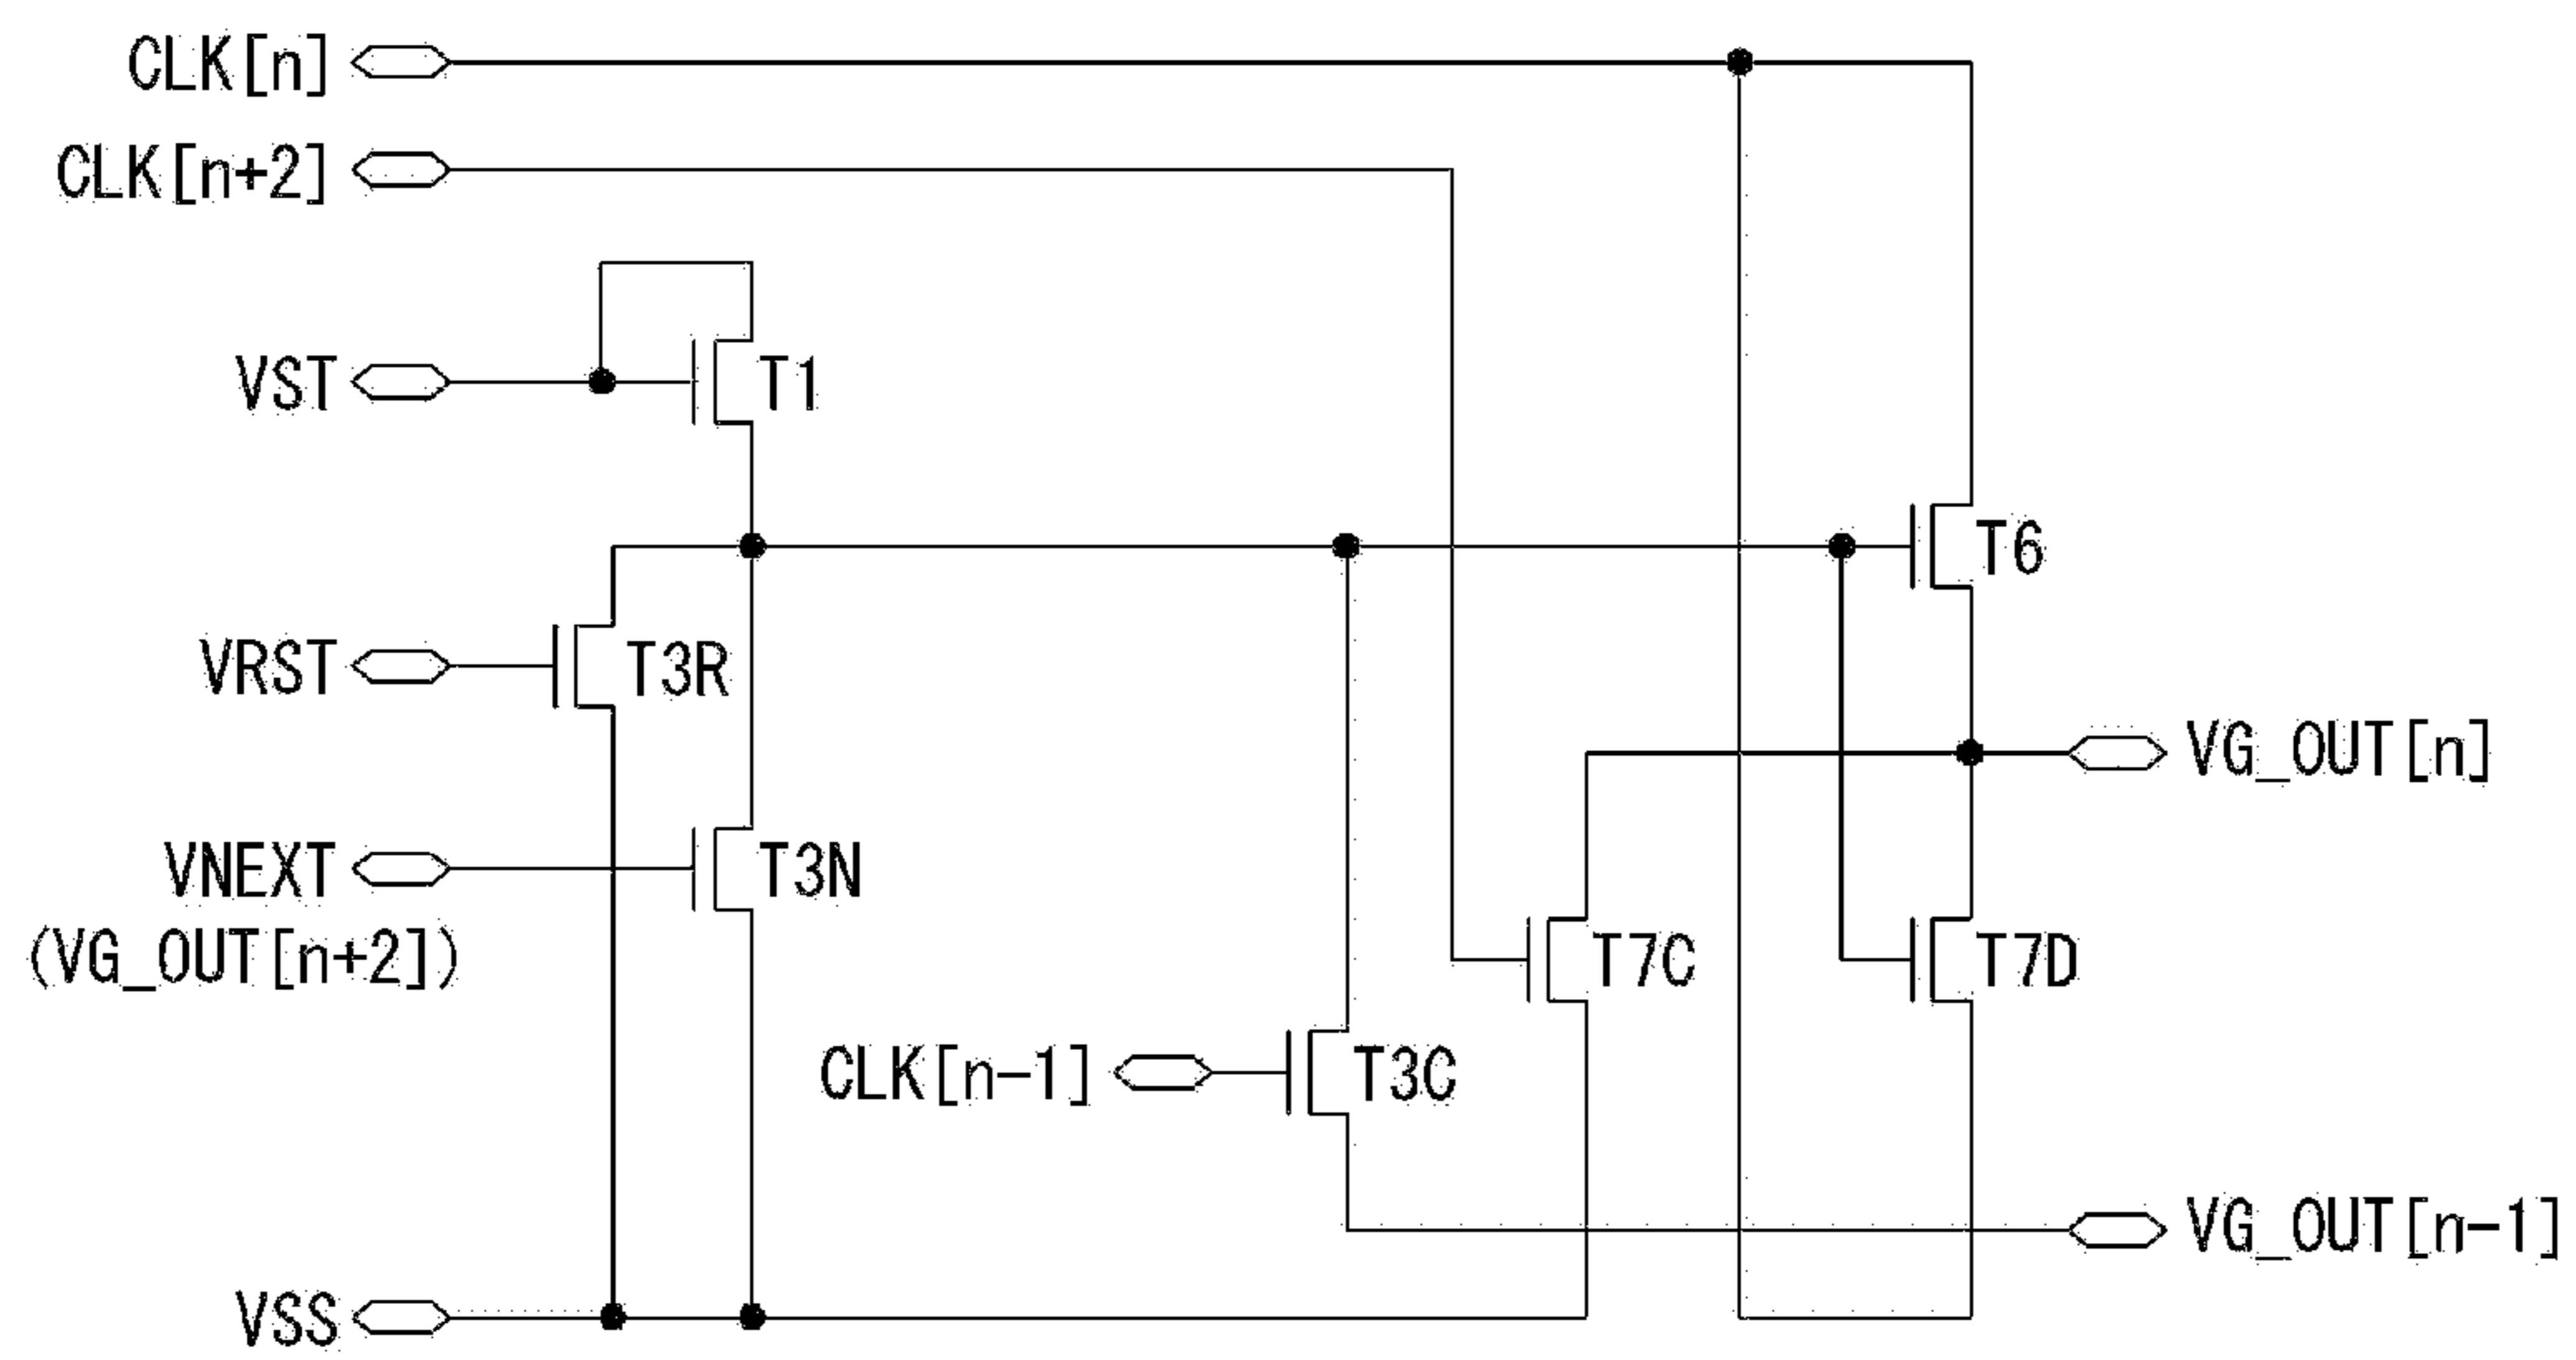 CLK[n]
CLK[n+2]
VST
T1
T6
VRST
T3R
VG_OUT[n]
VNEXT
T3N
(VG_OUT[n+2])
T7C
T7D
CLK[n-1]
T3C
VG_OUT[n-1]
VSS